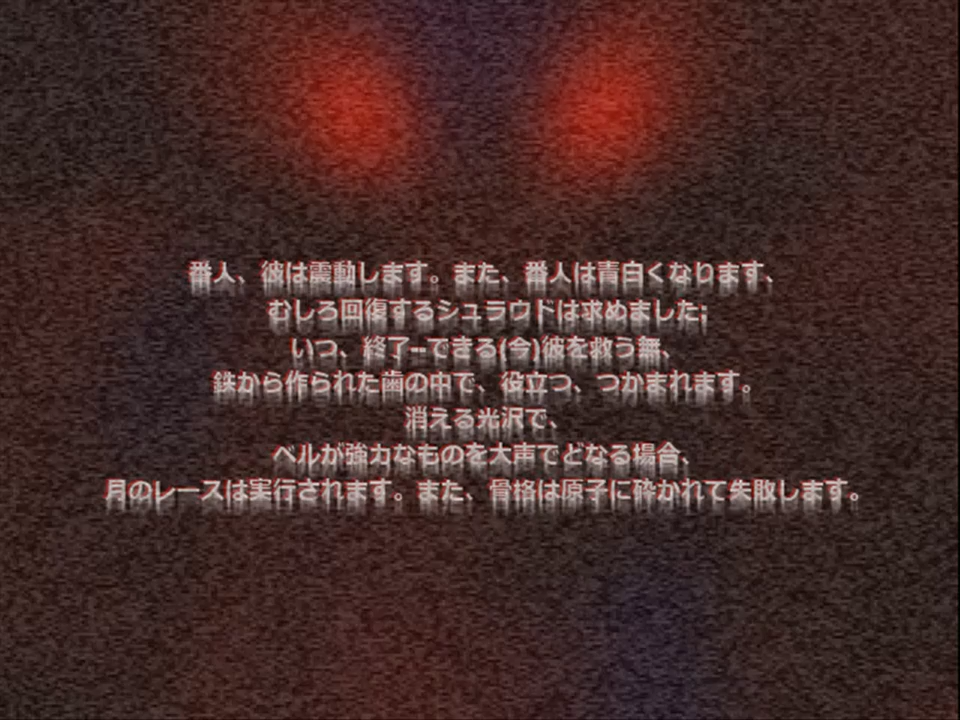 番人、彼は震動します。また、番人は青白くなります、
むしろ回復するシュラウドは求めました;
いつ、終了--できる(今)彼を救う無、
鉄から作られた歯の中で、役立つ、つかまれます。
消える光沢で、
ベルが強力なものを大声でどなる場合、
月のレースは実行されます。また、骨格は原子に砕かれて失敗します。